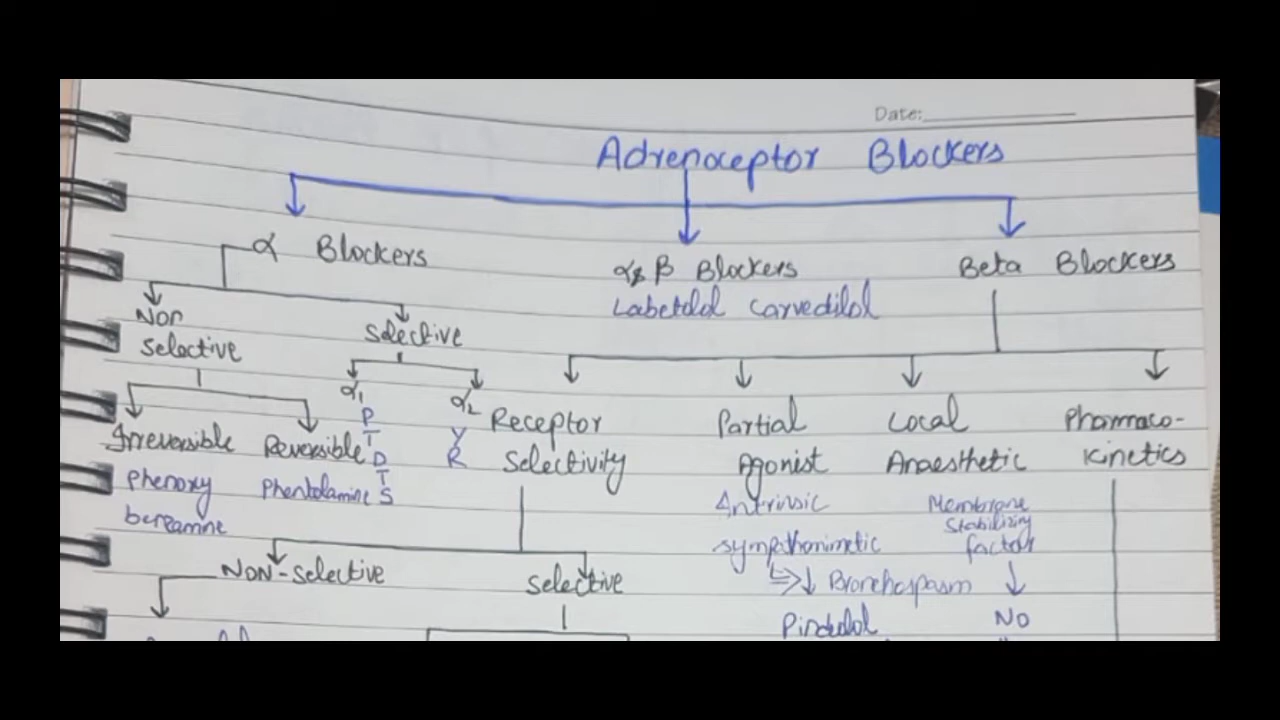 Date:
Adrenoceptor Blockers
α Blockers
α & β Blockers
Labetalol Carvedilol
Beta Blockers
Non
Selective
Selective
α1
α2
Irreversible
Phenoxy
benzamine
Reversible
Phentolamine
P
T
D
T
S
Y
R
Receptor
Selectivity
Partial
Agonist
Intrinsic
sympathomimetic
⇒ ↓ Bronchospasm
Pindolol
Local
Anaesthetic
Membrane
Stabilizing
factor
↓
NO
Pharmaco-
kinetics
NON-selective
Selective